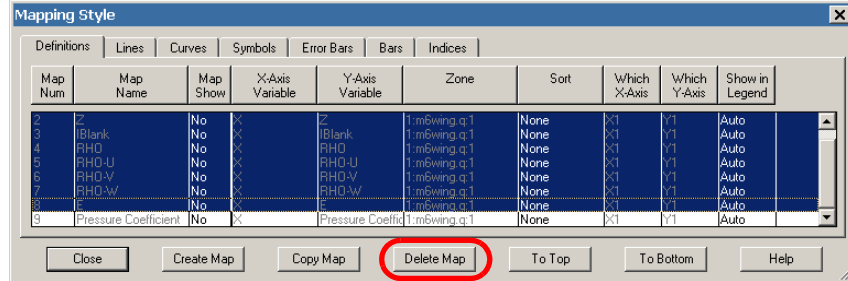 Mapping Style
Definitions Lines Curves Symbols Error Bars Bars Indices
Map Num Map Name Map Show X-Axis Variable Y-Axis Variable Zone Sort Which X-Axis Which Y-Axis Show in Legend
2 Z No X Z 1:m6wing.q:1 None X1 Y1 Auto
3 IBlank No X IBlank 1:m6wing.q:1 None X1 Y1 Auto
4 RHO No X RHO 1:m6wing.q:1 None X1 Y1 Auto
5 RHO-U No X RHO-U 1:m6wing.q:1 None X1 Y1 Auto
6 RHO-V No X RHO-V 1:m6wing.q:1 None X1 Y1 Auto
7 RHO-W No X RHO-W 1:m6wing.q:1 None X1 Y1 Auto
8 E No X E 1:m6wing.q:1 None X1 Y1 Auto
9 Pressure Coefficient No X Pressure Coeffic 1:m6wing.q:1 None X1 Y1 Auto
Close Create Map Copy Map Delete Map To Top To Bottom Help